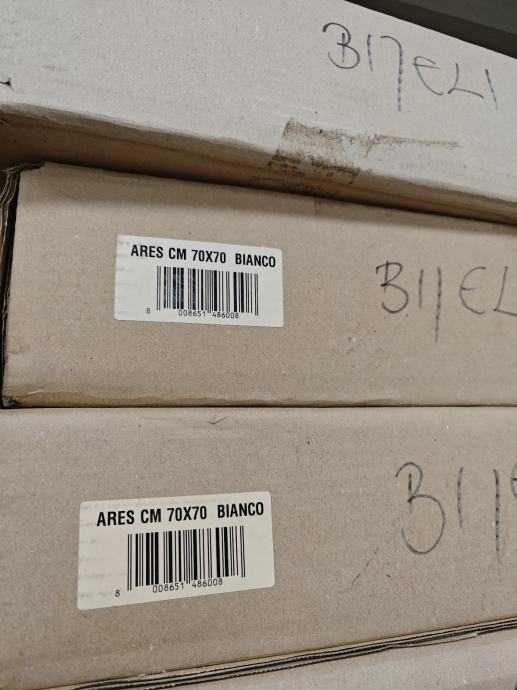 BIJELI
ARES CM 70X70 BIANCO
8 008651 486008
BIJEL
ARES CM 70X70 BIANCO
8 008651 486008
BIJ